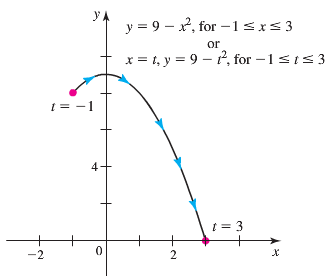 y
y = 9 − x², for −1 ≤ x ≤ 3
or
x = t, y = 9 − t², for −1 ≤ t ≤ 3
t = −1
4
t = 3
−2
0
2
x